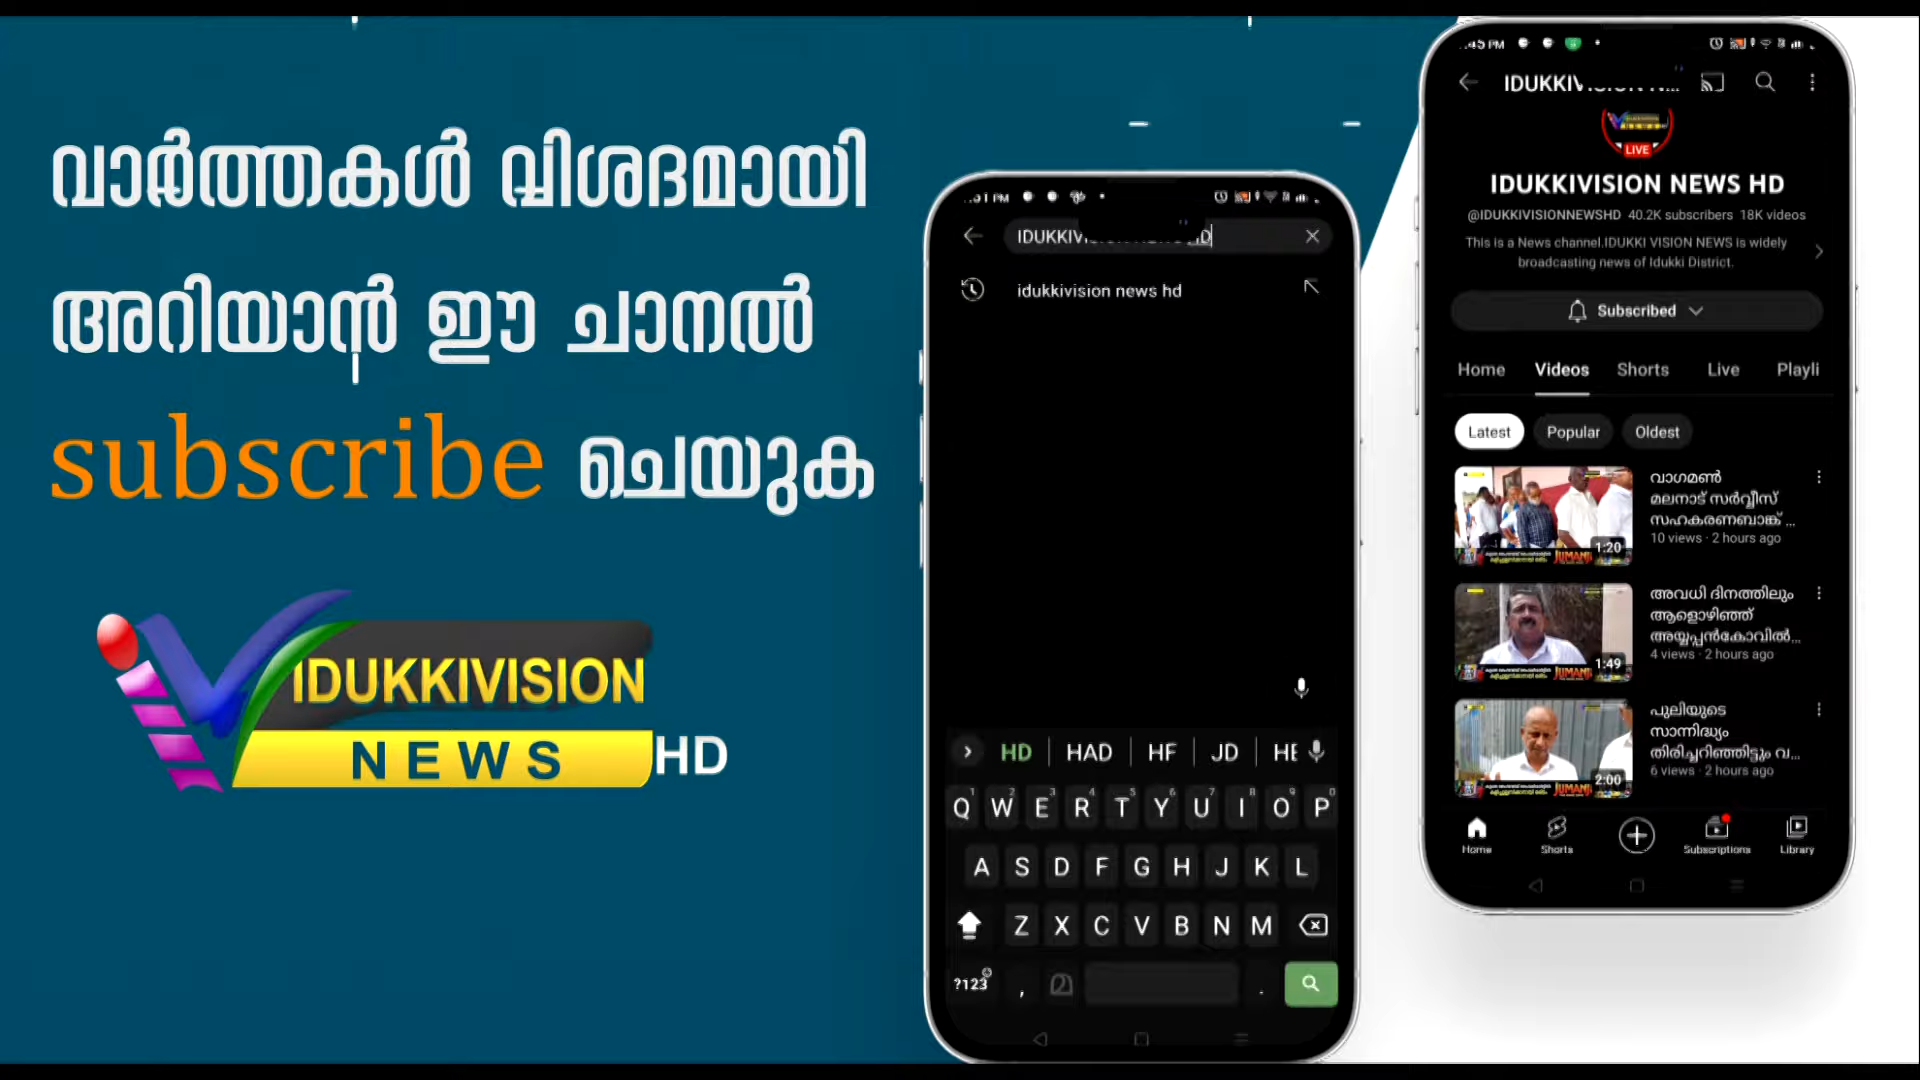 വാർത്തകൾ വിശദമായി
അറിയാൻ ഈ ചാനൽ
subscribe ചെയുക
IDUKKIVISION
NEWS HD
idukkivision news hd
HD HAD HF JD HE
Q W E R T Y U I O P
A S D F G H J K L
Z X C V B N M
?123 , .
IDUKKIVISION NEWS HD
@IDUKKIVISIONNEWSHD 40.2K subscribers 18K videos
This is a News channel.IDUKKI VISION NEWS is widely
broadcasting news of Idukki District.
Subscribed
Home Videos Shorts Live Playli
Latest Popular Oldest
വാഗമൺ
മലനാട് സർവ്വീസ്
സഹകരണബാങ്ക് ...
10 views · 2 hours ago
1:20
അവധി ദിനത്തിലും
ആളൊഴിഞ്ഞ്
അയ്യപ്പൻകോവിൽ...
4 views · 2 hours ago
1:49
പുലിയുടെ
സാന്നിദ്ധ്യം
തിരിച്ചറിഞ്ഞിട്ടും വ...
6 views · 2 hours ago
2:00
Home Shorts Subscriptions Library